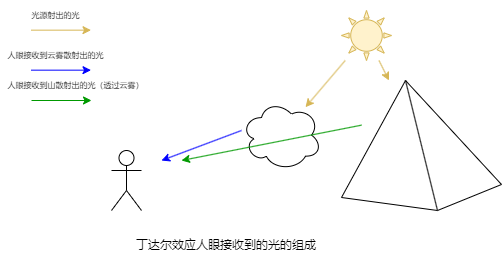 光源射出的光
人眼接收到云雾散射出的光
人眼接收到山散射出的光（透过云雾）
丁达尔效应人眼接收到的光的组成